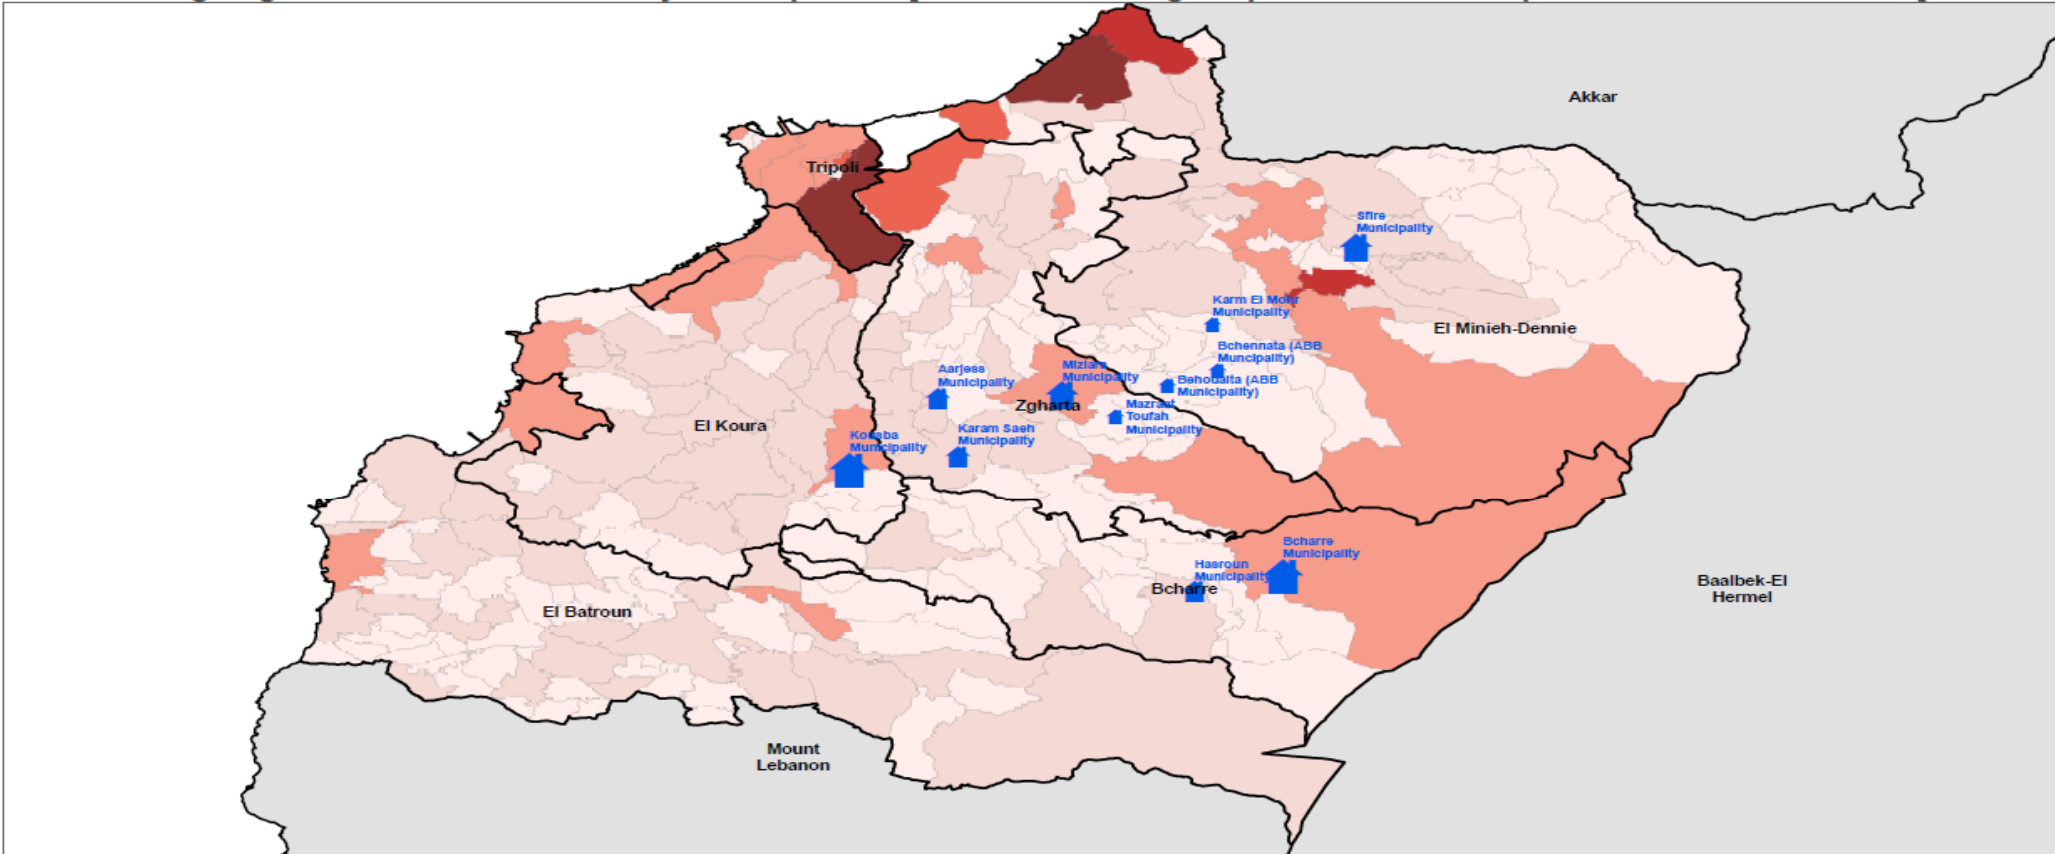 Akkar
Tripoli
Sfire
Municipality
Karm El Mohr
Municipality
El Minieh-Dennie
Bchennata (ABB
Muncipality)
Miziara
Municipality
Aarjess
Municipality
Behodaita (ABB
Municipality)
Zgharta
Mazraat
Toufah
Municipality
El Koura
Kousba
Municipality
Karam Saeh
Municipality
Bcharre
Municipality
Hasroun
Municipality
Bcharre
Baalbek-El
Hermel
El Batroun
Mount
Lebanon